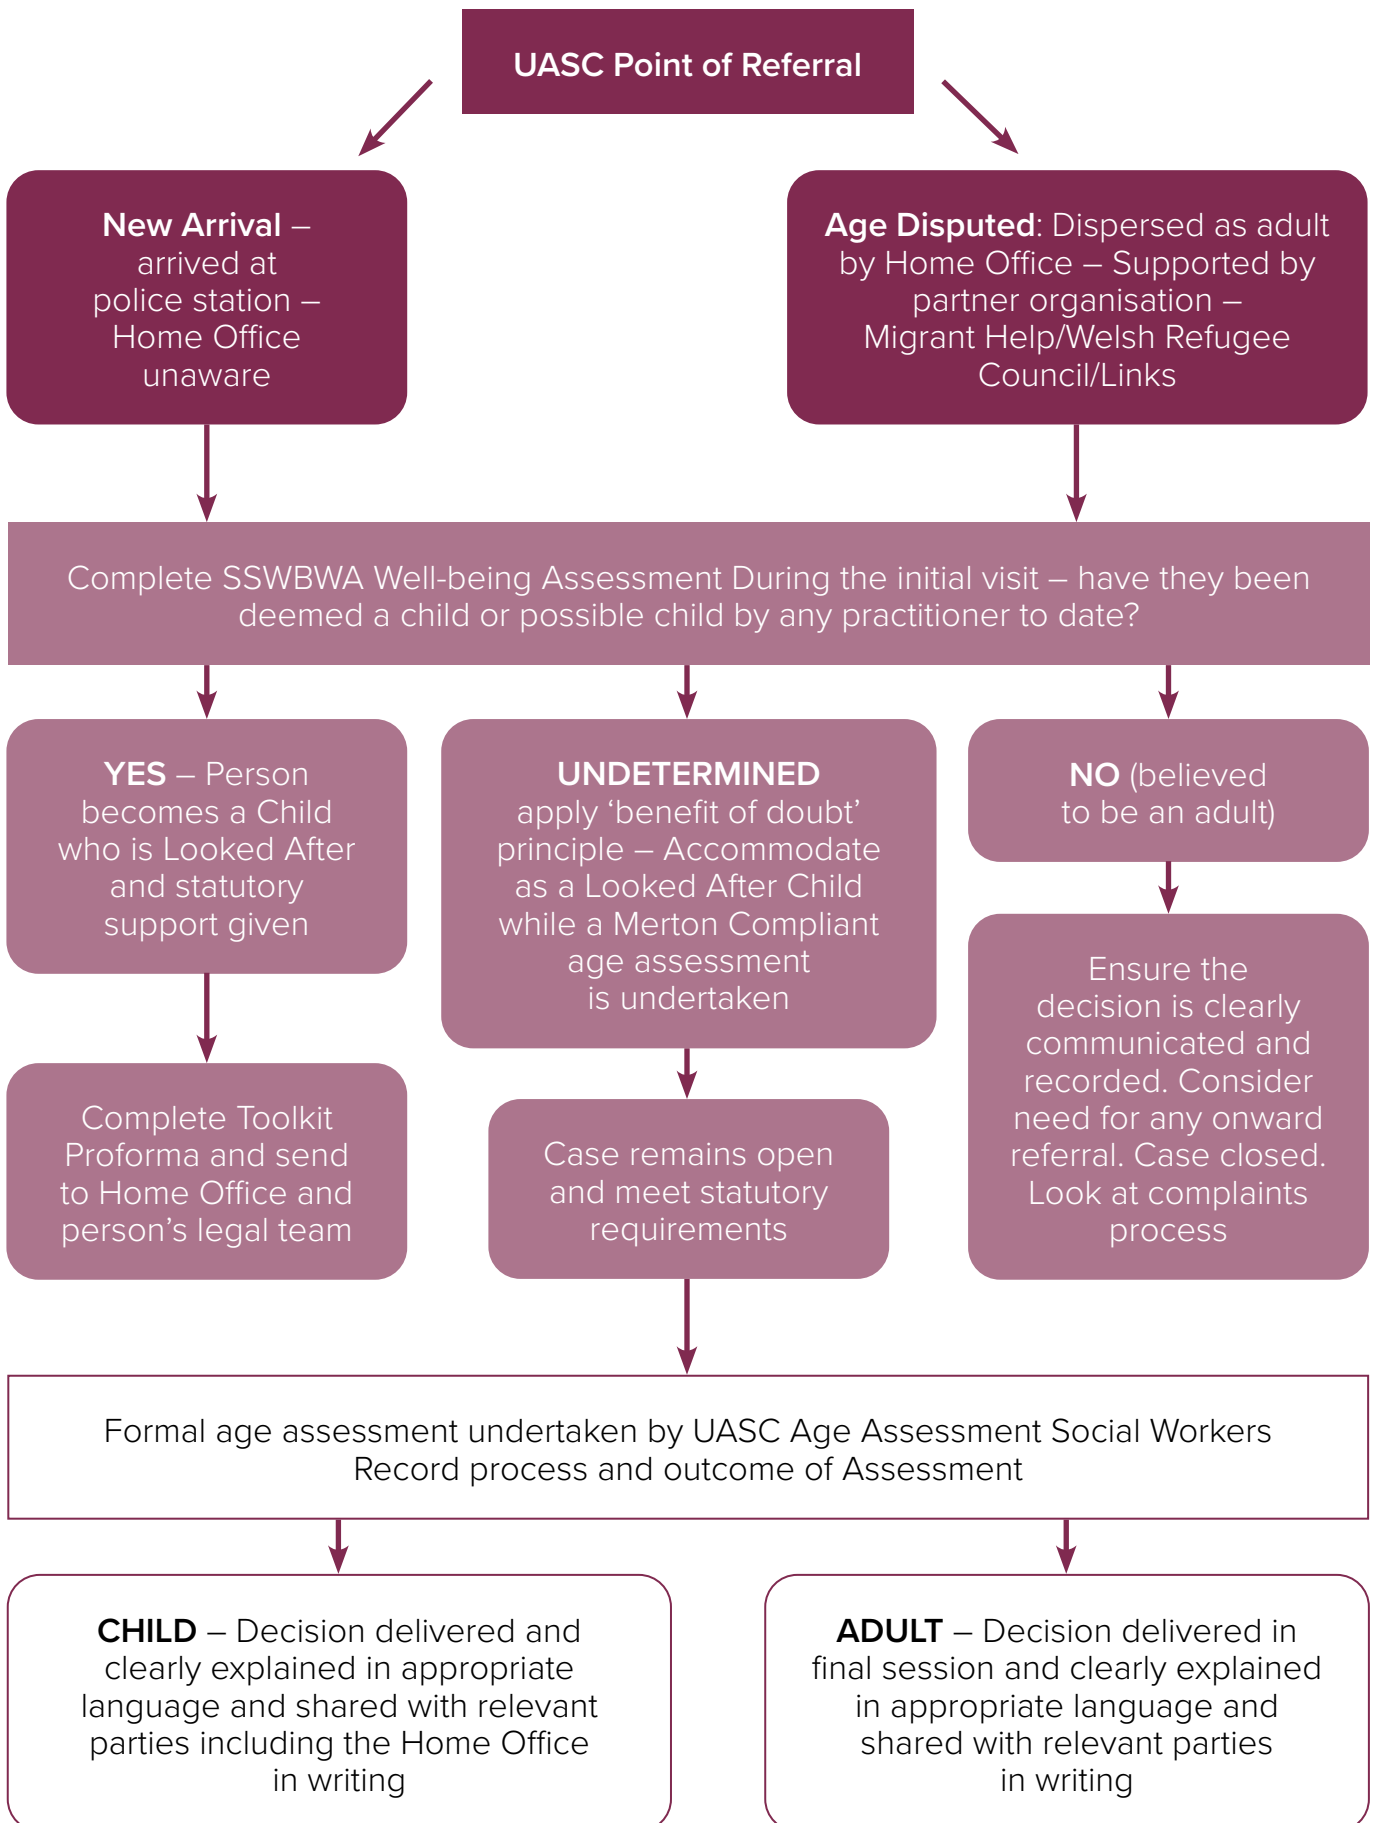 UASC Point of Referral
New Arrival –
arrived at
police station –
Home Office
unaware
Age Disputed: Dispersed as adult
by Home Office – Supported by
partner organisation –
Migrant Help/Welsh Refugee
Council/Links
Complete SSWBWA Well-being Assessment During the initial visit – have they been
deemed a child or possible child by any practitioner to date?
YES – Person
becomes a Child
who is Looked After
and statutory
support given
UNDETERMINED
apply ‘benefit of doubt’
principle – Accommodate
as a Looked After Child
while a Merton Compliant
age assessment
is undertaken
NO (believed
to be an adult)
Complete Toolkit
Proforma and send
to Home Office and
person’s legal team
Case remains open
and meet statutory
requirements
Ensure the
decision is clearly
communicated and
recorded. Consider
need for any onward
referral. Case closed.
Look at complaints
process
Formal age assessment undertaken by UASC Age Assessment Social Workers
Record process and outcome of Assessment
CHILD – Decision delivered and
clearly explained in appropriate
language and shared with relevant
parties including the Home Office
in writing
ADULT – Decision delivered in
final session and clearly explained
in appropriate language and
shared with relevant parties
in writing